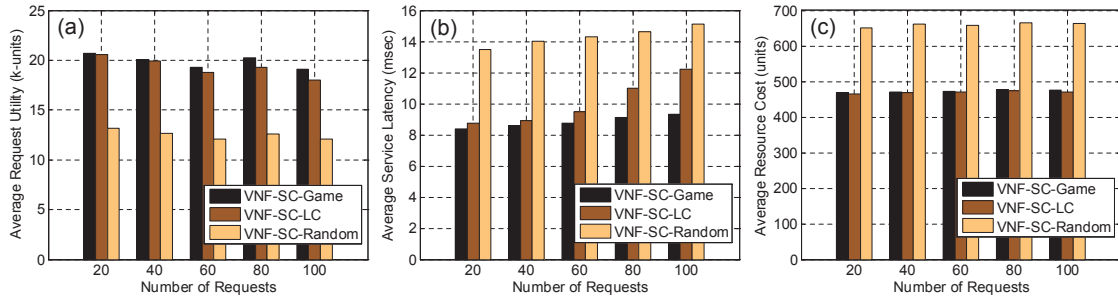 (a)
Average Request Utility (k-units)
25
20
15
10
5
0
VNF-SC-Game
VNF-SC-LC
VNF-SC-Random
20 40 60 80 100
Number of Requests
(b)
Average Service Latency (msec)
16
14
12
10
8
6
4
2
0
VNF-SC-Game
VNF-SC-LC
VNF-SC-Random
20 40 60 80 100
Number of Requests
(c)
Average Resource Cost (units)
700
600
500
400
300
200
100
0
VNF-SC-Game
VNF-SC-LC
VNF-SC-Random
20 40 60 80 100
Number of Requests